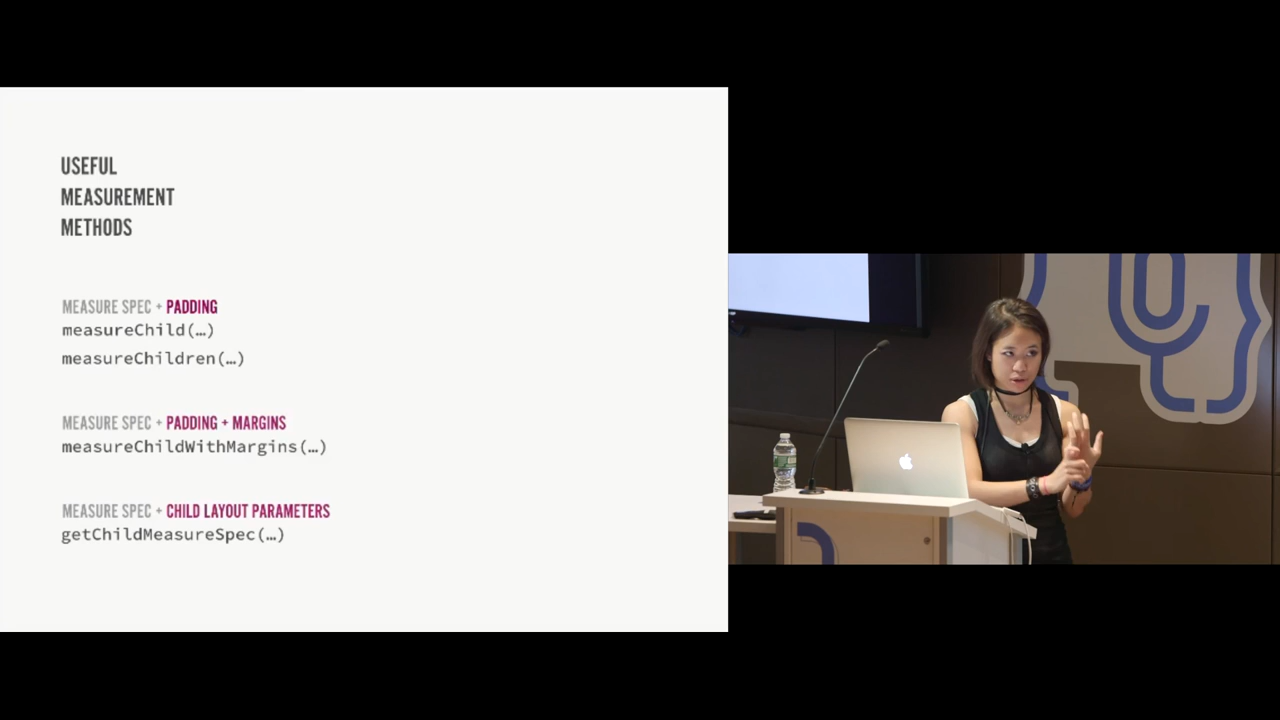 USEFUL
MEASUREMENT
METHODS
MEASURE SPEC + PADDING
measureChild(…)
measureChildren(…)
MEASURE SPEC + PADDING + MARGINS
measureChildWithMargins(…)
MEASURE SPEC + CHILD LAYOUT PARAMETERS
getChildMeasureSpec(…)